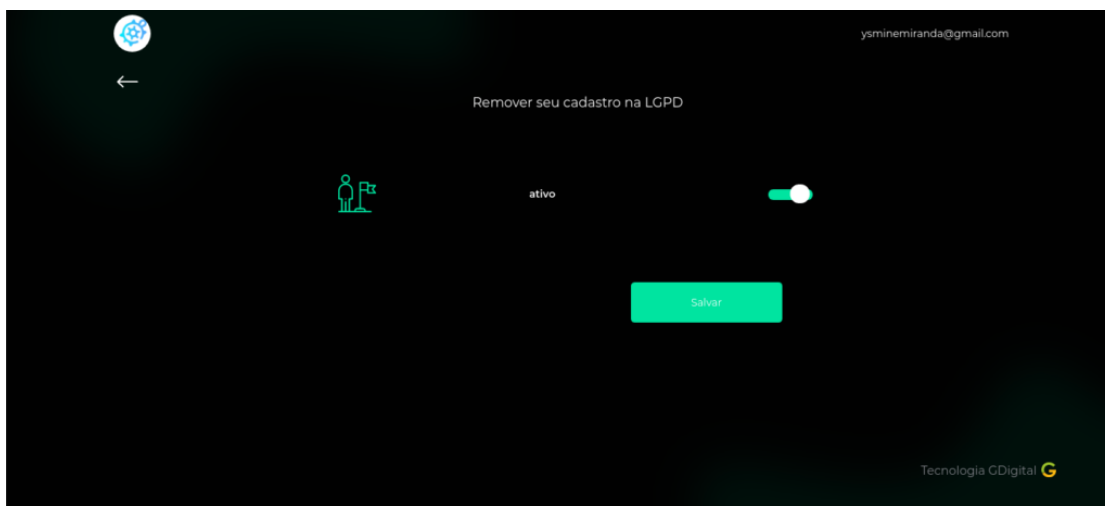 ysminemiranda@gmail.com
Remover seu cadastro na LGPD
ativo
Salvar
Tecnologia GDigital G